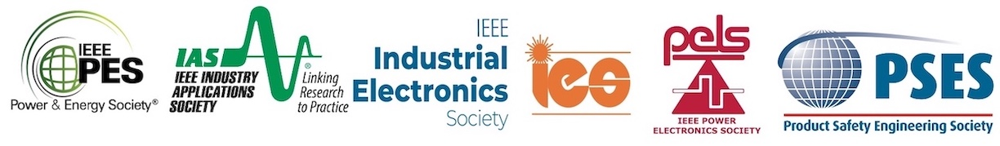 IEEE
PES
Power & Energy Society®
IAS
IEEE INDUSTRY
APPLICATIONS
SOCIETY
®
Linking
Research
to Practice
IEEE
Industrial
Electronics
Society
ies
pels
IEEE POWER
ELECTRONICS SOCIETY
PSES
Product Safety Engineering Society